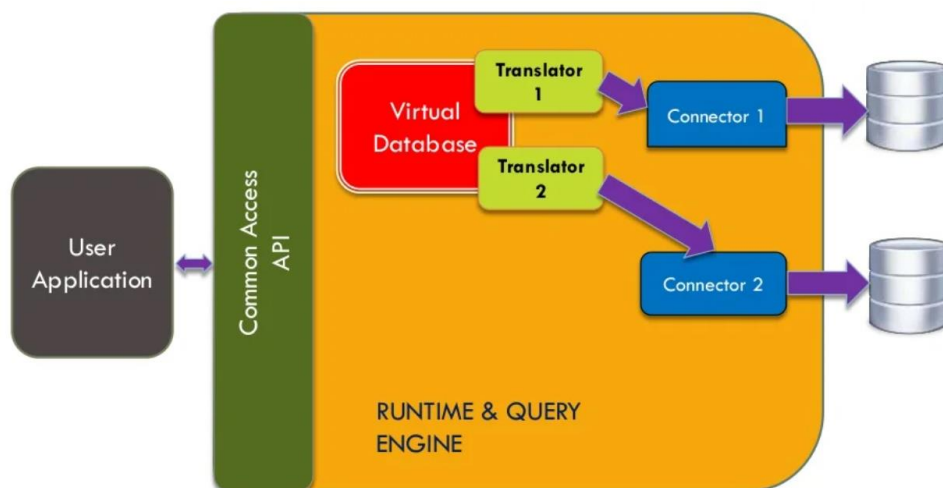 User
Application
Common Access
API
Virtual
Database
Translator
1
Translator
2
Connector 1
Connector 2
RUNTIME & QUERY
ENGINE